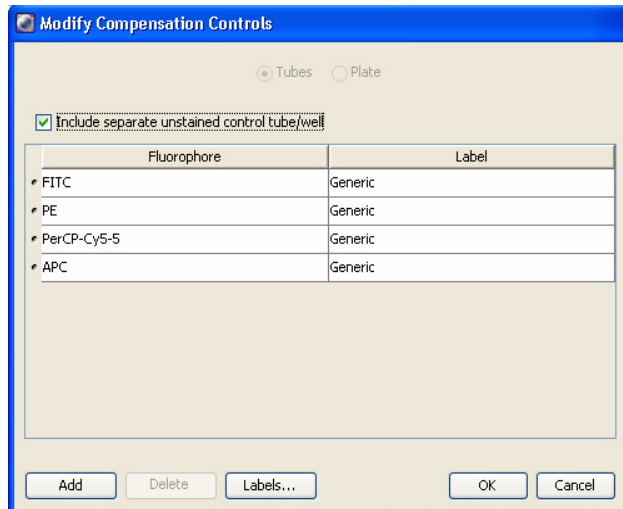 Modify Compensation Controls
Tubes Plate
Include separate unstained control tube/well
Fluorophore Label
FITC Generic
PE Generic
PerCP-Cy5-5 Generic
APC Generic
Add Delete Labels... OK Cancel